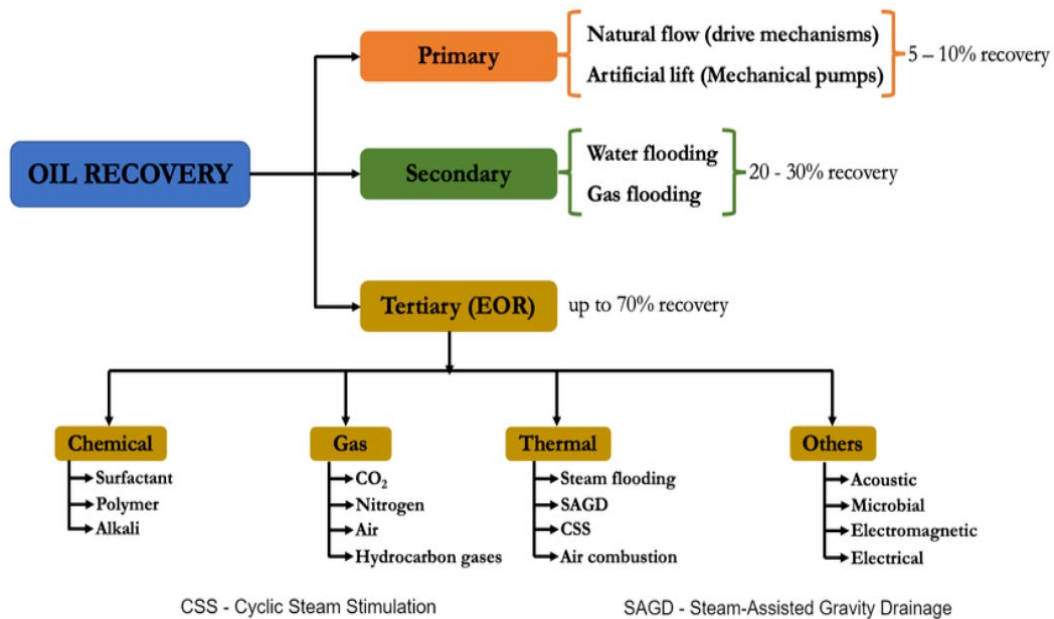 OIL RECOVERY
Primary
Natural flow (drive mechanisms)
Artificial lift (Mechanical pumps)
5 – 10% recovery
Secondary
Water flooding
Gas flooding
20 - 30% recovery
Tertiary (EOR)
up to 70% recovery
Chemical
Surfactant
Polymer
Alkali
Gas
CO₂
Nitrogen
Air
Hydrocarbon gases
Thermal
Steam flooding
SAGD
CSS
Air combustion
Others
Acoustic
Microbial
Electromagnetic
Electrical
CSS - Cyclic Steam Stimulation
SAGD - Steam-Assisted Gravity Drainage